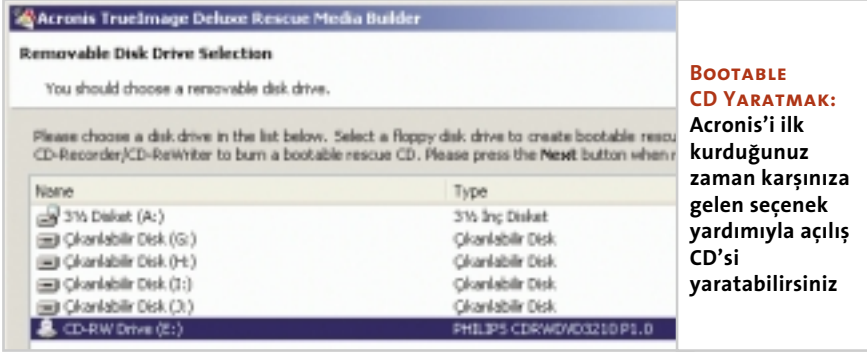 Acronis TrueImage Deluxe Rescue Media Builder
Removable Disk Drive Selection
You should choose a removable disk drive.
Please choose a disk drive in the list below. Select a floppy disk drive to create bootable rescu
CD-Recorder/CD-ReWriter to burn a bootable rescue CD. Please press the Next button when r
Name Type
3½ Disket (A:) 3½ İnç Disket
Çıkarılabilir Disk (G:) Çıkarılabilir Disk
Çıkarılabilir Disk (H:) Çıkarılabilir Disk
Çıkarılabilir Disk (I:) Çıkarılabilir Disk
Çıkarılabilir Disk (J:) Çıkarılabilir Disk
CD-RW Drive (E:) PHILIPS CDRWDVD3210 P1.0
BOOTABLE
CD YARATMAK:
Acronis'i ilk
kurduğunuz
zaman karşınıza
gelen seçenek
yardımıyla açılış
CD'si
yaratabilirsiniz